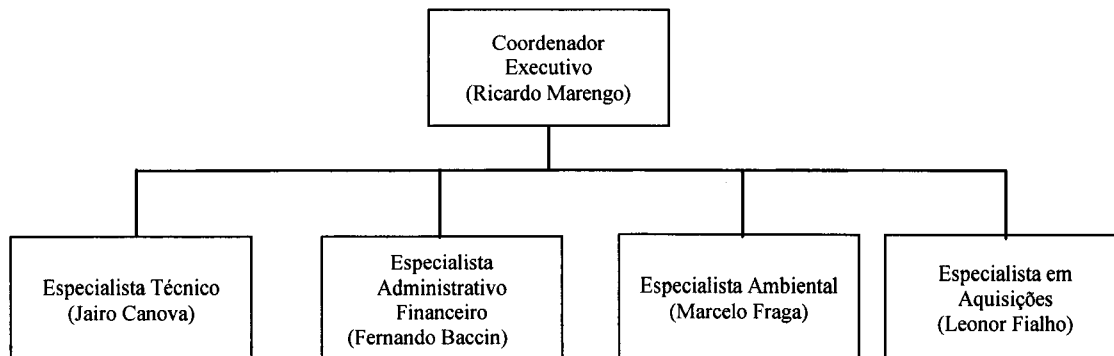 Coordenador
Executivo
(Ricardo Marengo)
Especialista Técnico
(Jairo Canova)
Especialista
Administrativo
Financeiro
(Fernando Baccin)
Especialista Ambiental
(Marcelo Fraga)
Especialista em
Aquisições
(Leonor Fialho)